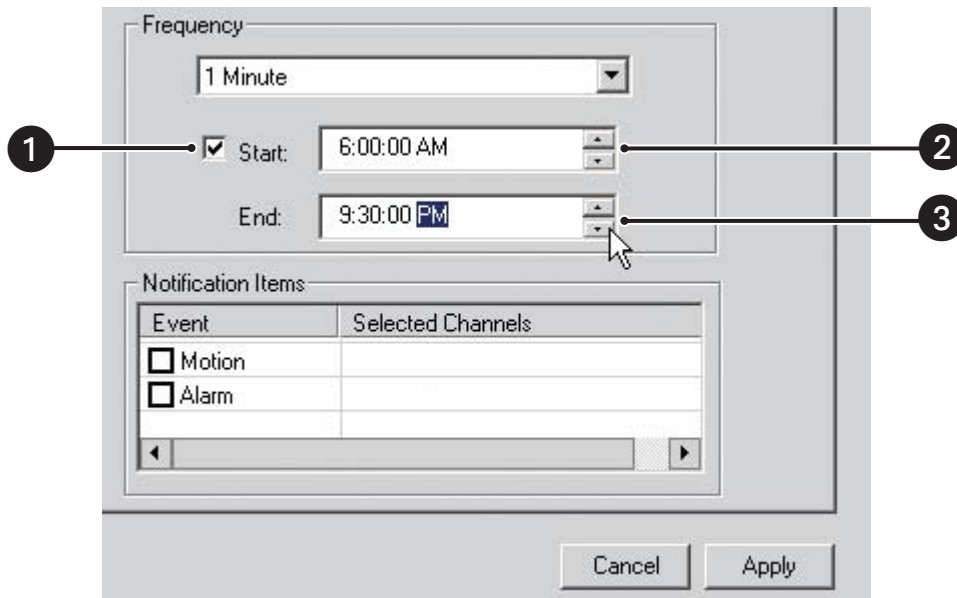 Frequency
1 Minute
1 Start: 6:00:00 AM 2
End: 9:30:00 PM 3
Notification Items
Event Selected Channels
Motion
Alarm
Cancel Apply